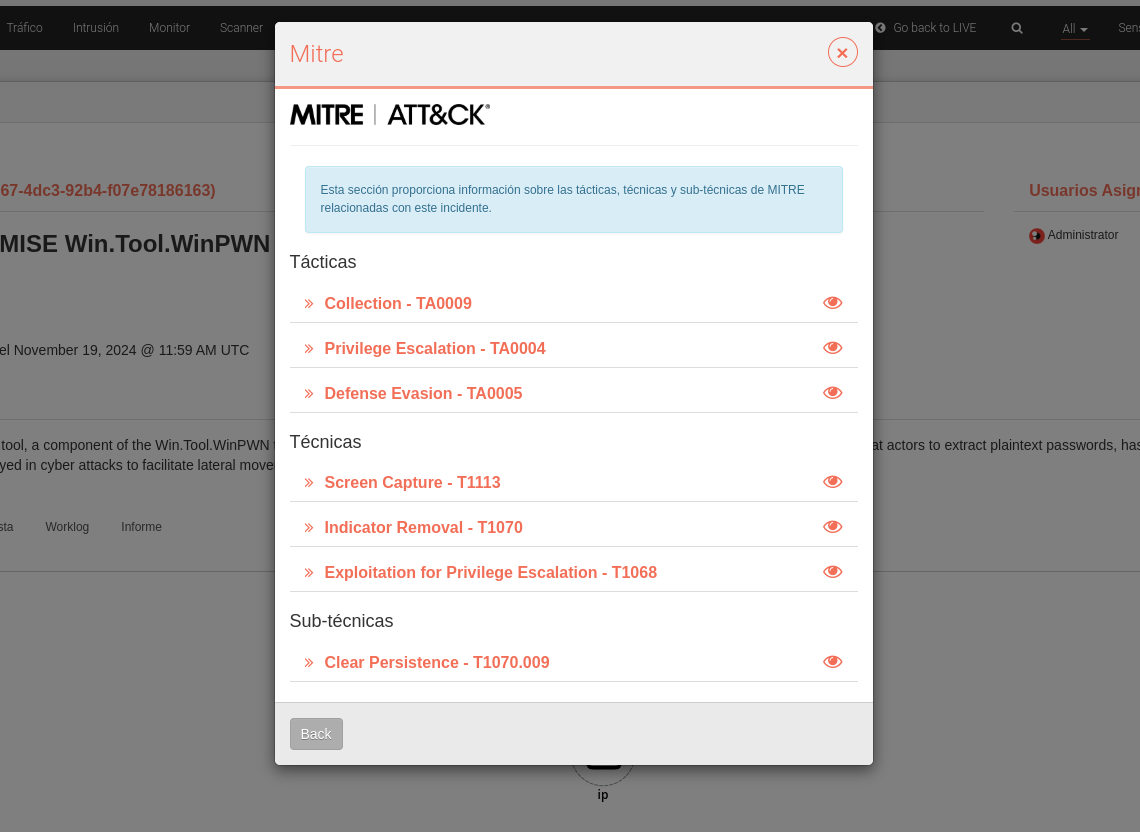 Tráfico Intrusión Monitor Scanner Go back to LIVE All
Mitre
MITRE | ATT&CK®
67-4dc3-92b4-f07e78186163)
Esta sección proporciona información sobre las tácticas, técnicas y sub-técnicas de MITRE
relacionadas con este incidente.
Usuarios
Administrator
MISE Win.Tool.WinPWN
Tácticas
Collection - TA0009
Privilege Escalation - TA0004
el November 19, 2024 @ 11:59 AM UTC
Defense Evasion - TA0005
Técnicas
tool, a component of the Win.Tool.WinPWN at actors to extract plaintext passwords, has
yed in cyber attacks to facilitate lateral
Screen Capture - T1113
Indicator Removal - T1070
sta Worklog Informe
Exploitation for Privilege Escalation - T1068
Sub-técnicas
Clear Persistence - T1070.009
Back
ip